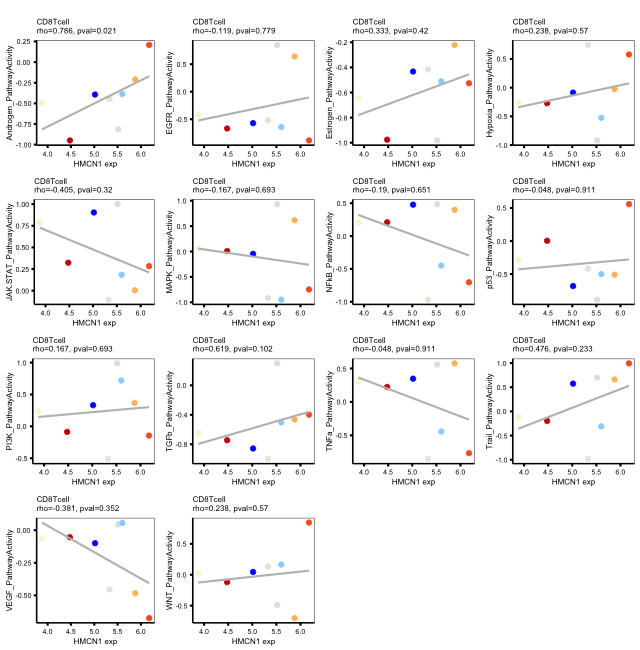 CD8Tcell
rho=0.786, pval=0.021
Androgen_PathwayActivity
0.25
0.00
-0.25
-0.50
-0.75
-1.00
4.0 4.5 5.0 5.5 6.0
HMCN1 exp
CD8Tcell
rho=-0.119, pval=0.779
EGFR_PathwayActivity
0.5
0.0
-0.5
4.0 4.5 5.0 5.5 6.0
HMCN1 exp
CD8Tcell
rho=0.333, pval=0.42
Estrogen_PathwayActivity
-0.2
-0.4
-0.6
-0.8
-1.0
4.0 4.5 5.0 5.5 6.0
HMCN1 exp
CD8Tcell
rho=0.238, pval=0.57
Hypoxia_PathwayActivity
0.5
0.0
-0.5
-1.0
4.0 4.5 5.0 5.5 6.0
HMCN1 exp
CD8Tcell
rho=-0.405, pval=0.32
JAK-STAT_PathwayActivity
1.00
0.75
0.50
0.25
0.00
4.0 4.5 5.0 5.5 6.0
HMCN1 exp
CD8Tcell
rho=-0.167, pval=0.693
MAPK_PathwayActivity
0.5
0.0
-0.5
-1.0
4.0 4.5 5.0 5.5 6.0
HMCN1 exp
CD8Tcell
rho=-0.19, pval=0.651
NFkB_PathwayActivity
0.5
0.0
-0.5
-1.0
4.0 4.5 5.0 5.5 6.0
HMCN1 exp
CD8Tcell
rho=-0.048, pval=0.911
p53_PathwayActivity
0.5
0.0
-0.5
4.0 4.5 5.0 5.5 6.0
HMCN1 exp
CD8Tcell
rho=0.167, pval=0.693
PI3K_PathwayActivity
1.0
0.5
0.0
-0.5
4.0 4.5 5.0 5.5 6.0
HMCN1 exp
CD8Tcell
rho=0.619, pval=0.102
TGFb_PathwayActivity
0.0
-0.4
-0.8
4.0 4.5 5.0 5.5 6.0
HMCN1 exp
CD8Tcell
rho=-0.048, pval=0.911
TNFa_PathwayActivity
0.5
0.0
-0.5
4.0 4.5 5.0 5.5 6.0
HMCN1 exp
CD8Tcell
rho=0.476, pval=0.233
Trail_PathwayActivity
1.0
0.5
0.0
-0.5
-1.0
4.0 4.5 5.0 5.5 6.0
HMCN1 exp
CD8Tcell
rho=-0.381, pval=0.352
VEGF_PathwayActivity
0.00
-0.25
-0.50
4.0 4.5 5.0 5.5 6.0
HMCN1 exp
CD8Tcell
rho=0.238, pval=0.57
WNT_PathwayActivity
0.5
0.0
-0.5
4.0 4.5 5.0 5.5 6.0
HMCN1 exp